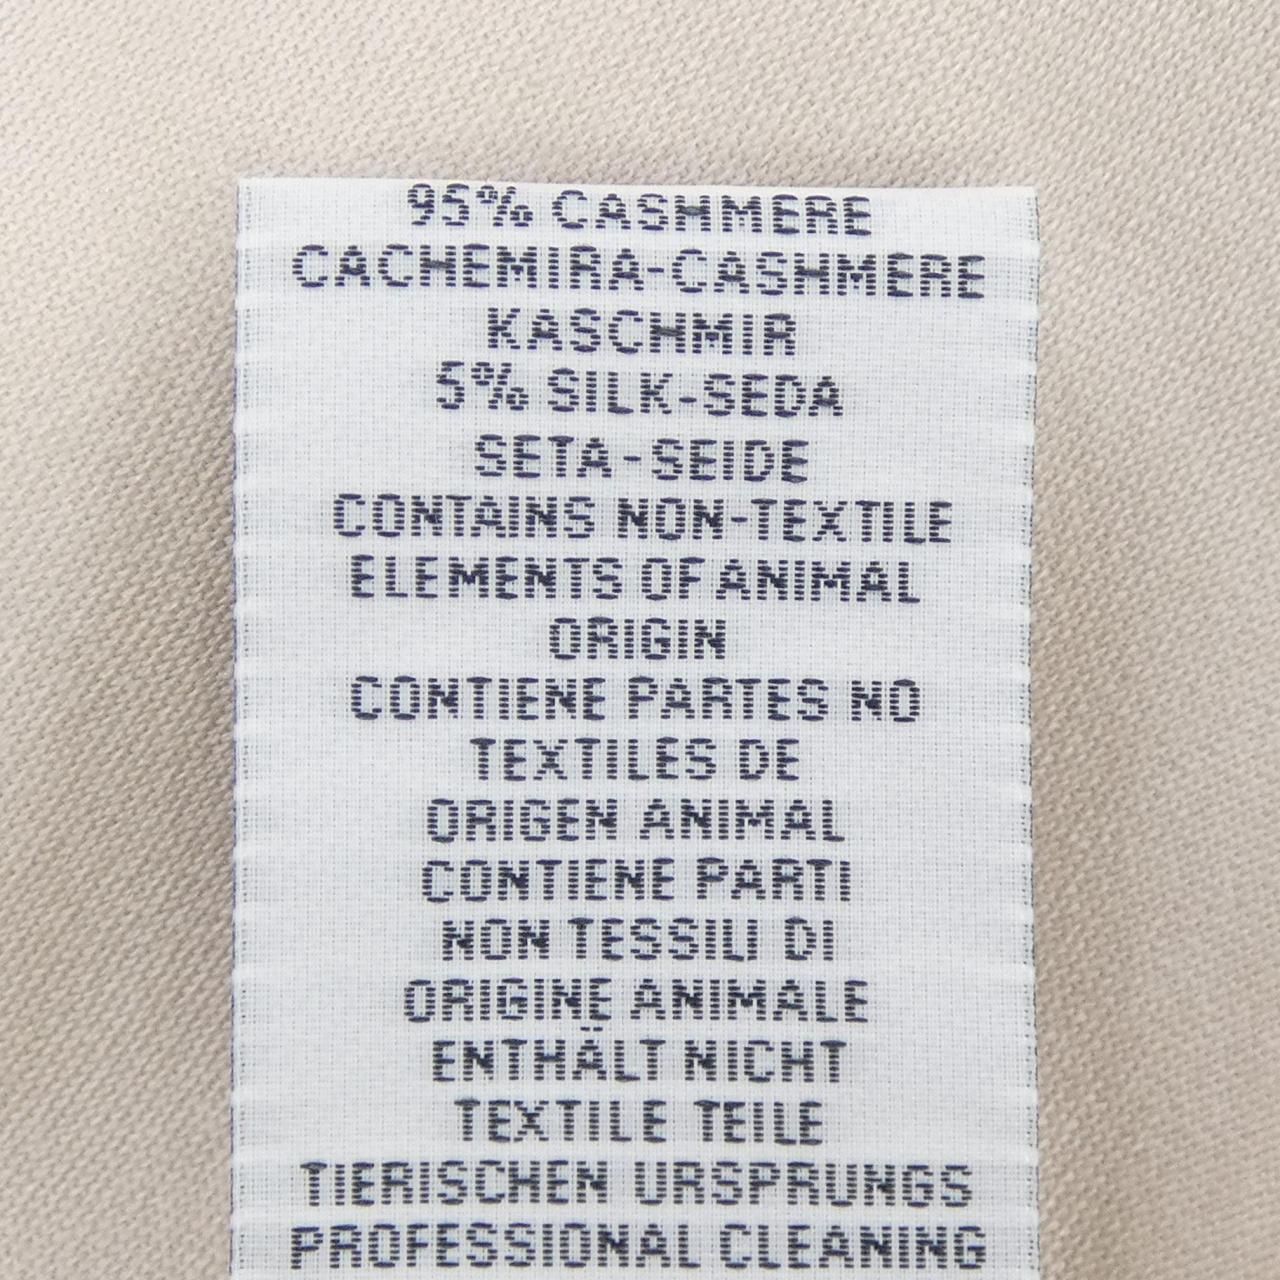 95% CASHMERE
CACHEMIRA-CASHMERE
KASCHMIR
5% SILK-SEDA
SETA-SEIDE
CONTAINS NON-TEXTILE
ELEMENTS OF ANIMAL
ORIGIN
CONTIENE PARTES NO
TEXTILES DE
ORIGEN ANIMAL
CONTIENE PARTI
NON TESSILI DI
ORIGINE ANIMALE
ENTHÄLT NICHT
TEXTILE TEILE
TIERISCHEN URSPRUNGS
PROFESSIONAL CLEANING